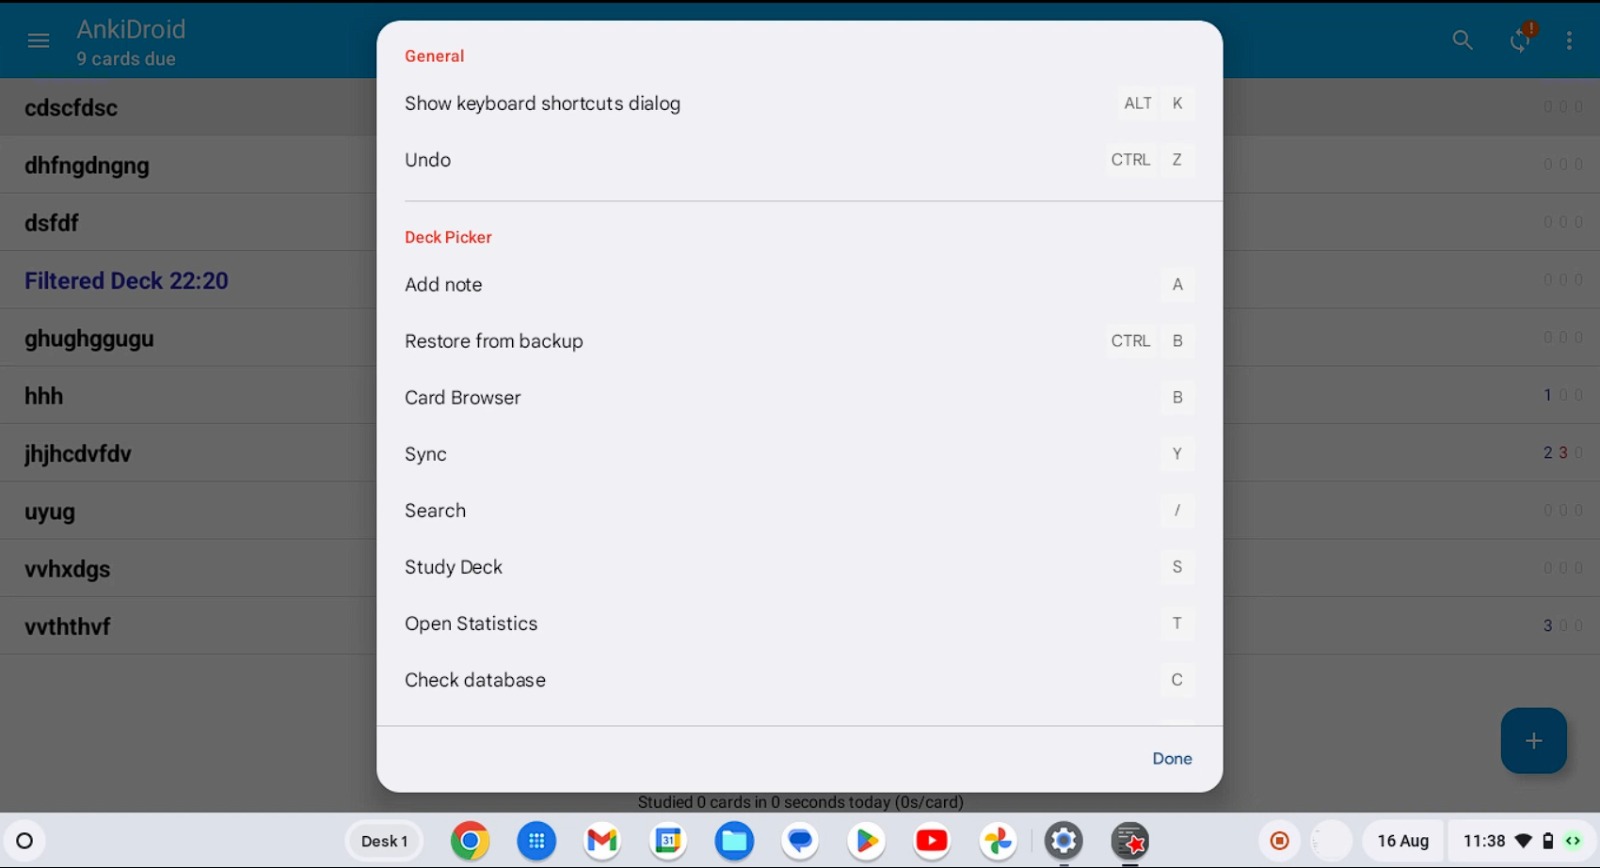 AnkiDroid
9 cards due
cdscfdsc 0 0 0
dhfngdngng 0 0 0
dsfdf 0 0 0
Filtered Deck 22:20 0 0 0
ghughggugu 0 0 0
hhh 1 0 0
jhjhcdvfdv 2 3 0
uyug 0 0 0
vvhxdgs 0 0 0
vvththvf 3 0 0
General
Show keyboard shortcuts dialog ALT K
Undo CTRL Z
Deck Picker
Add note A
Restore from backup CTRL B
Card Browser B
Sync Y
Search /
Study Deck S
Open Statistics T
Check database C
Done
Studied 0 cards in 0 seconds today (0s/card)
Desk 1 31 16 Aug 11:38